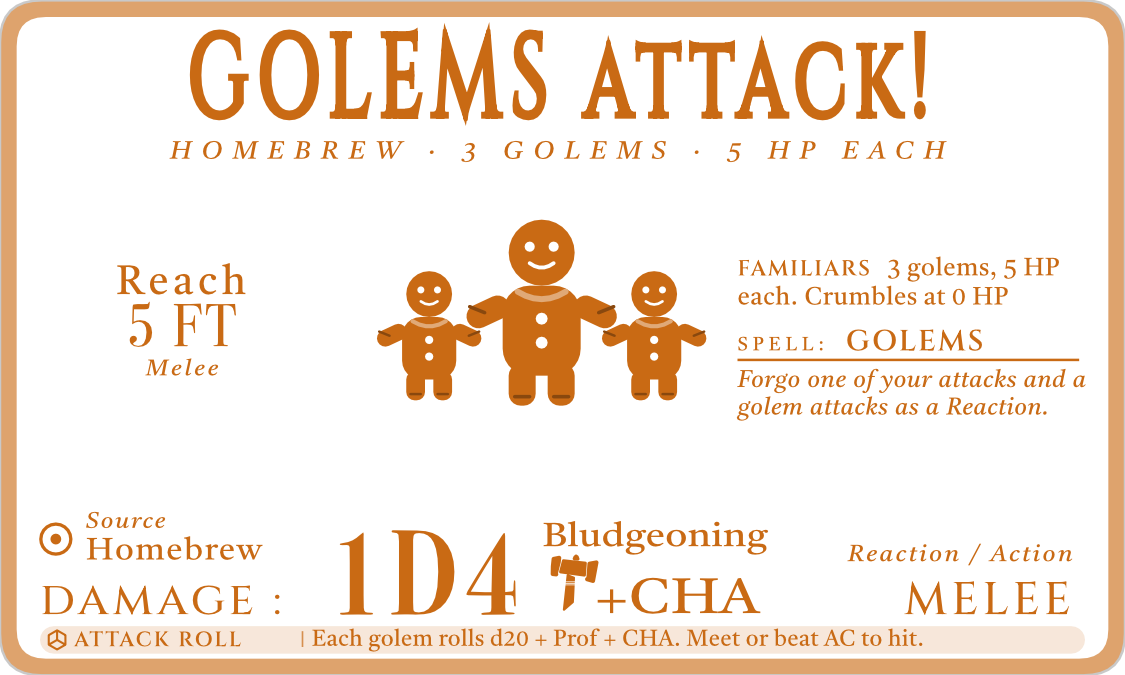 GOLEMS ATTACK!
HOMEBREW · 3 GOLEMS · 5 HP EACH
Reach
5 FT
Melee
FAMILIARS 3 golems, 5 HP
each. Crumbles at 0 HP
SPELL: GOLEMS
Forgo one of your attacks and a
golem attacks as a Reaction.
Source
Homebrew
DAMAGE :
1D4
Bludgeoning
+CHA
Reaction / Action
MELEE
ATTACK ROLL | Each golem rolls d20 + Prof + CHA. Meet or beat AC to hit.